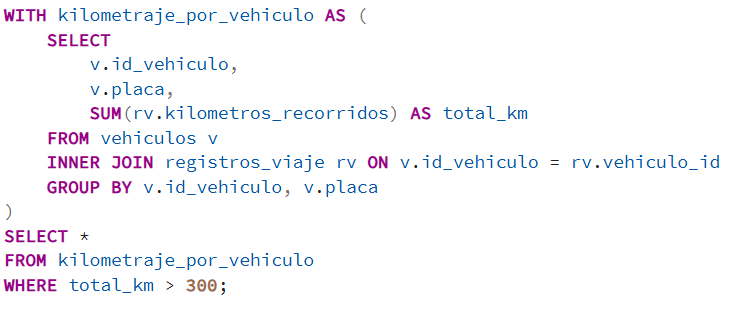 WITH kilometraje_por_vehiculo AS (
    SELECT
        v.id_vehiculo,
        v.placa,
        SUM(rv.kilometros_recorridos) AS total_km
    FROM vehiculos v
    INNER JOIN registros_viaje rv ON v.id_vehiculo = rv.vehiculo_id
    GROUP BY v.id_vehiculo, v.placa
)
SELECT *
FROM kilometraje_por_vehiculo
WHERE total_km > 300;